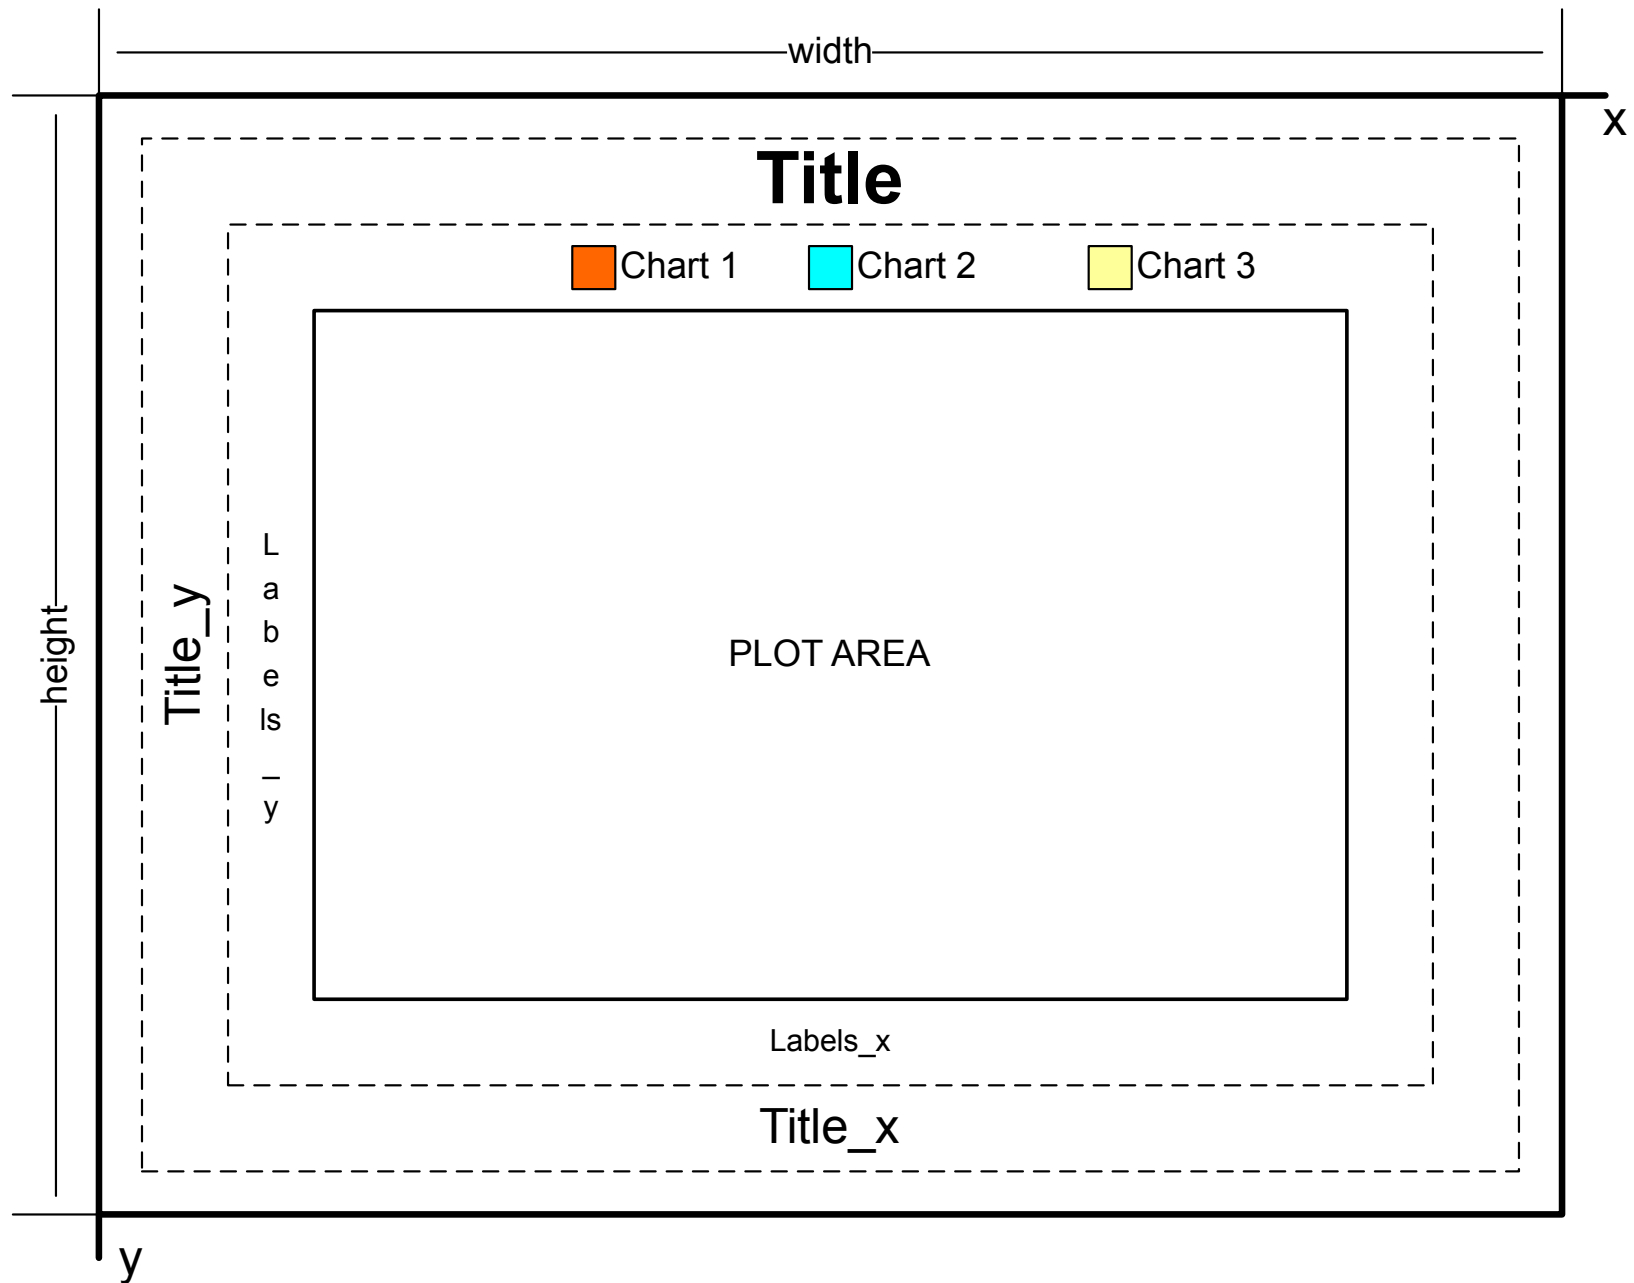 width
x
Title
Chart 1 Chart 2 Chart 3
height
Title_y
L
a
b
e
ls
_
y
PLOT AREA
Labels_x
Title_x
y